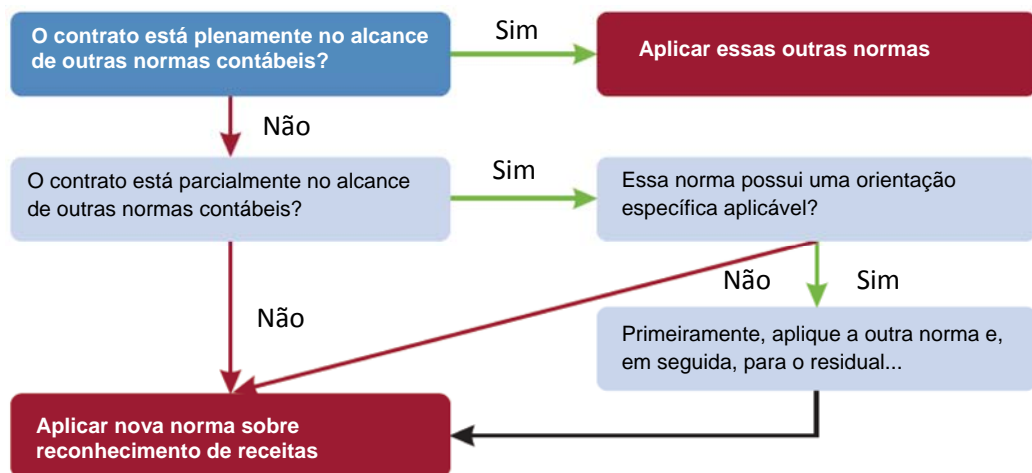 O contrato está plenamente no alcance
de outras normas contábeis?
Sim
Aplicar essas outras normas
Não
O contrato está parcialmente no alcance
de outras normas contábeis?
Sim
Essa norma possui uma orientação
específica aplicável?
Não
Não
Sim
Primeiramente, aplique a outra norma e,
em seguida, para o residual...
Aplicar nova norma sobre
reconhecimento de receitas